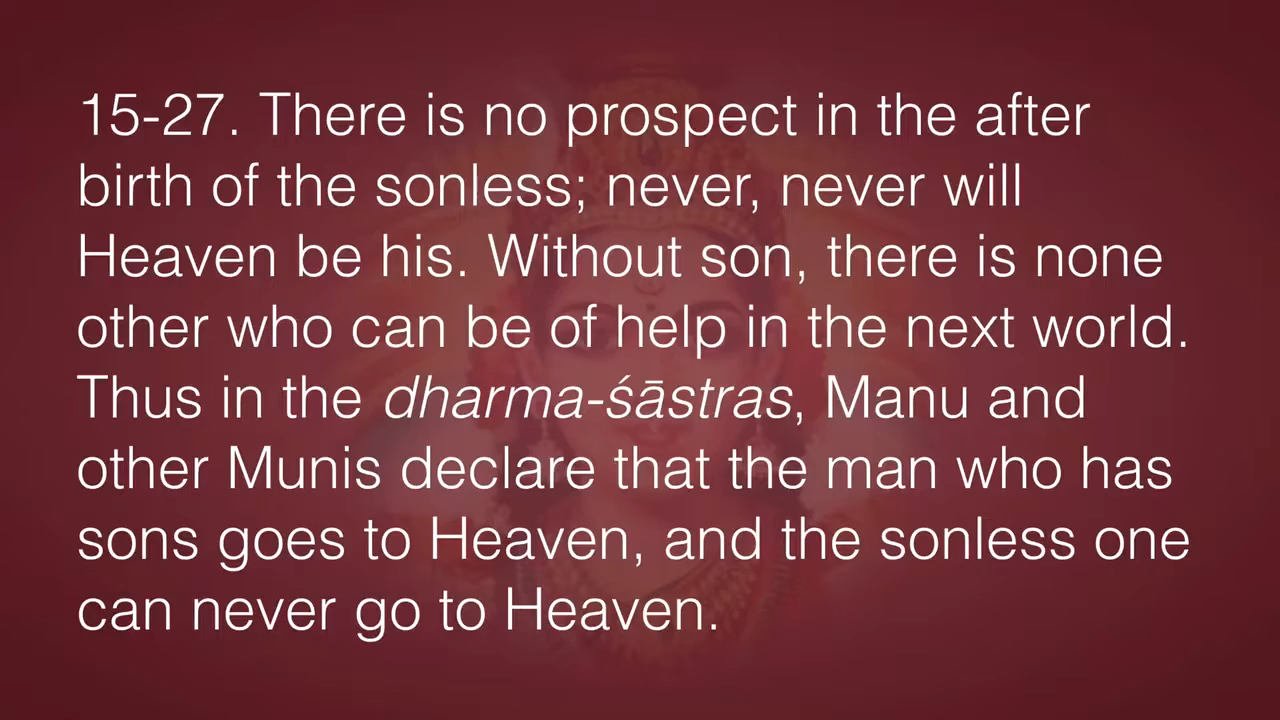 15-27. There is no prospect in the after
birth of the sonless; never, never will
Heaven be his. Without son, there is none
other who can be of help in the next world.
Thus in the dharma-śāstras, Manu and
other Munis declare that the man who has
sons goes to Heaven, and the sonless one
can never go to Heaven.